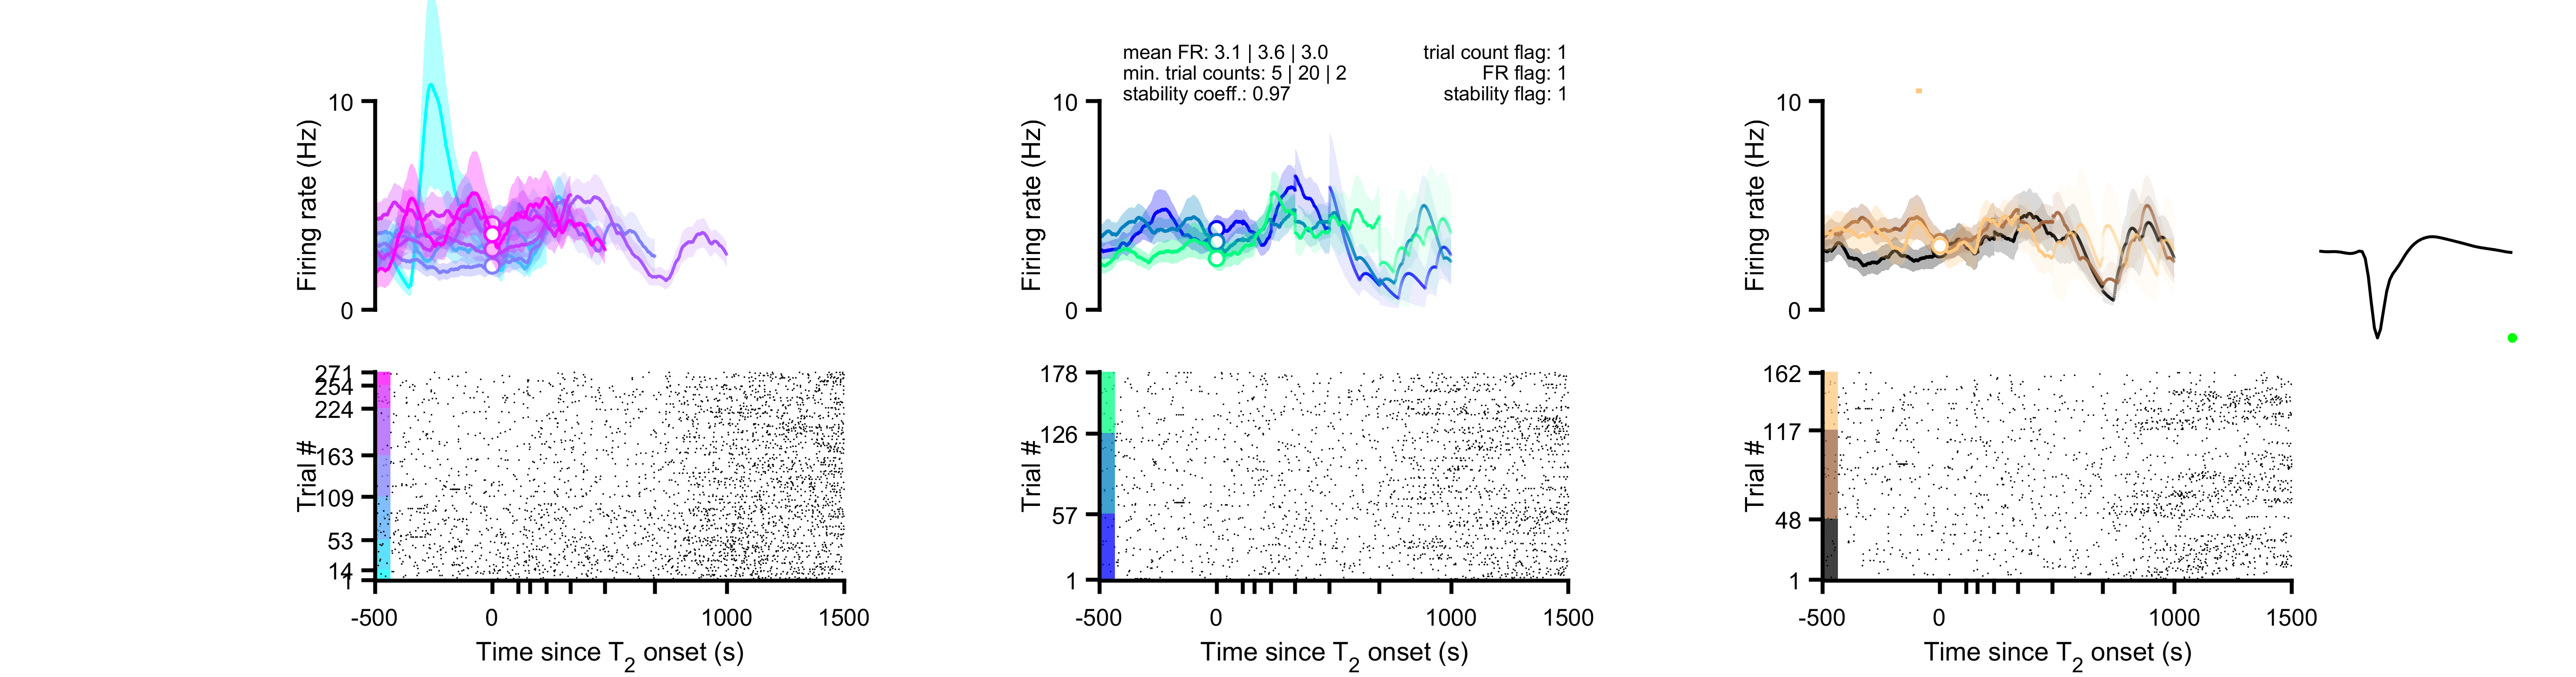 mean FR: 3.1 | 3.6 | 3.0
min. trial counts: 5 | 20 | 2
stability coeff.: 0.97
trial count flag: 1
FR flag: 1
stability flag: 1
10
0
Firing rate (Hz)
10
0
Firing rate (Hz)
10
0
Firing rate (Hz)
271
254
224
163
109
53
14
Trial #
-500
0
1000
1500
Time since T2 onset (s)
178
126
57
1
Trial #
-500
0
1000
1500
Time since T2 onset (s)
162
117
48
1
Trial #
-500
0
1000
1500
Time since T2 onset (s)